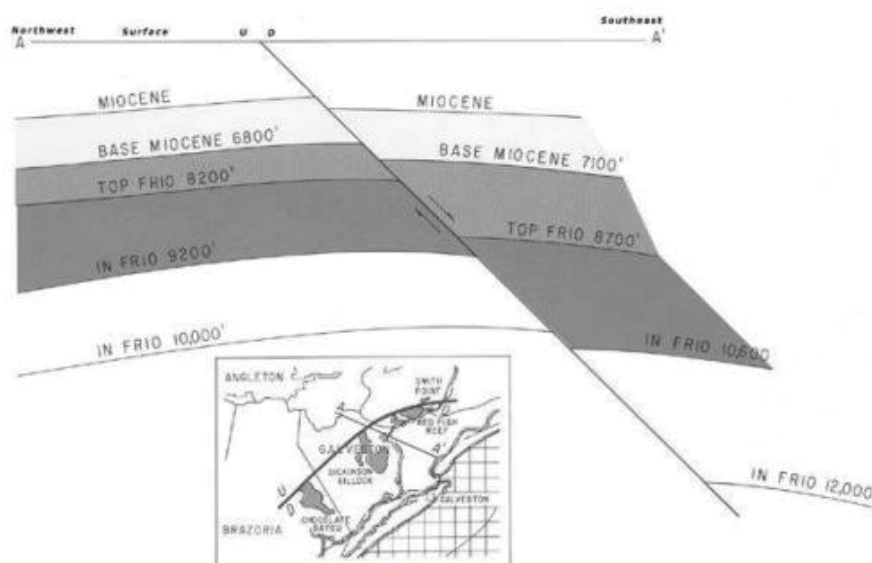 Northwest Surface U D Southeast
A A'
MIOCENE MIOCENE
BASE MIOCENE 6800' BASE MIOCENE 7100'
TOP FRIO 8200'
TOP FRIO 8700'
IN FRIO 9200'
IN FRIO 10,000' IN FRIO 10,600
IN FRIO 12,000
ANGLETON
SMITH
POINT
U
D
A
RED FISH
REEF
GALVESTON
A'
DICKINSON
GILLOCK
GALVESTON
U
D
CHOCOLATE
BAYOU
BRAZORIA